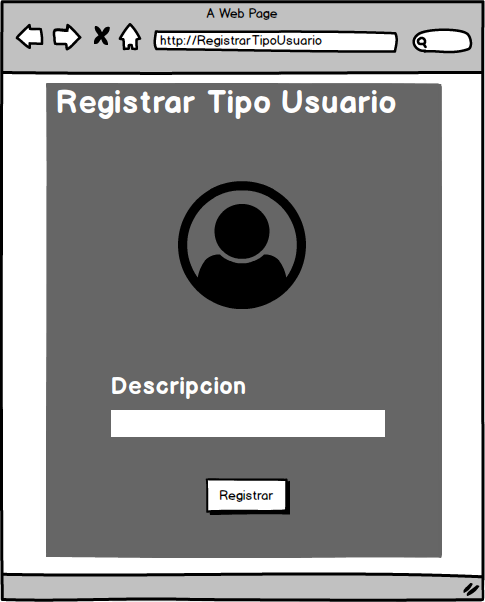 A Web Page
http://RegistrarTipoUsuario
Registrar Tipo Usuario
Descripcion
Registrar